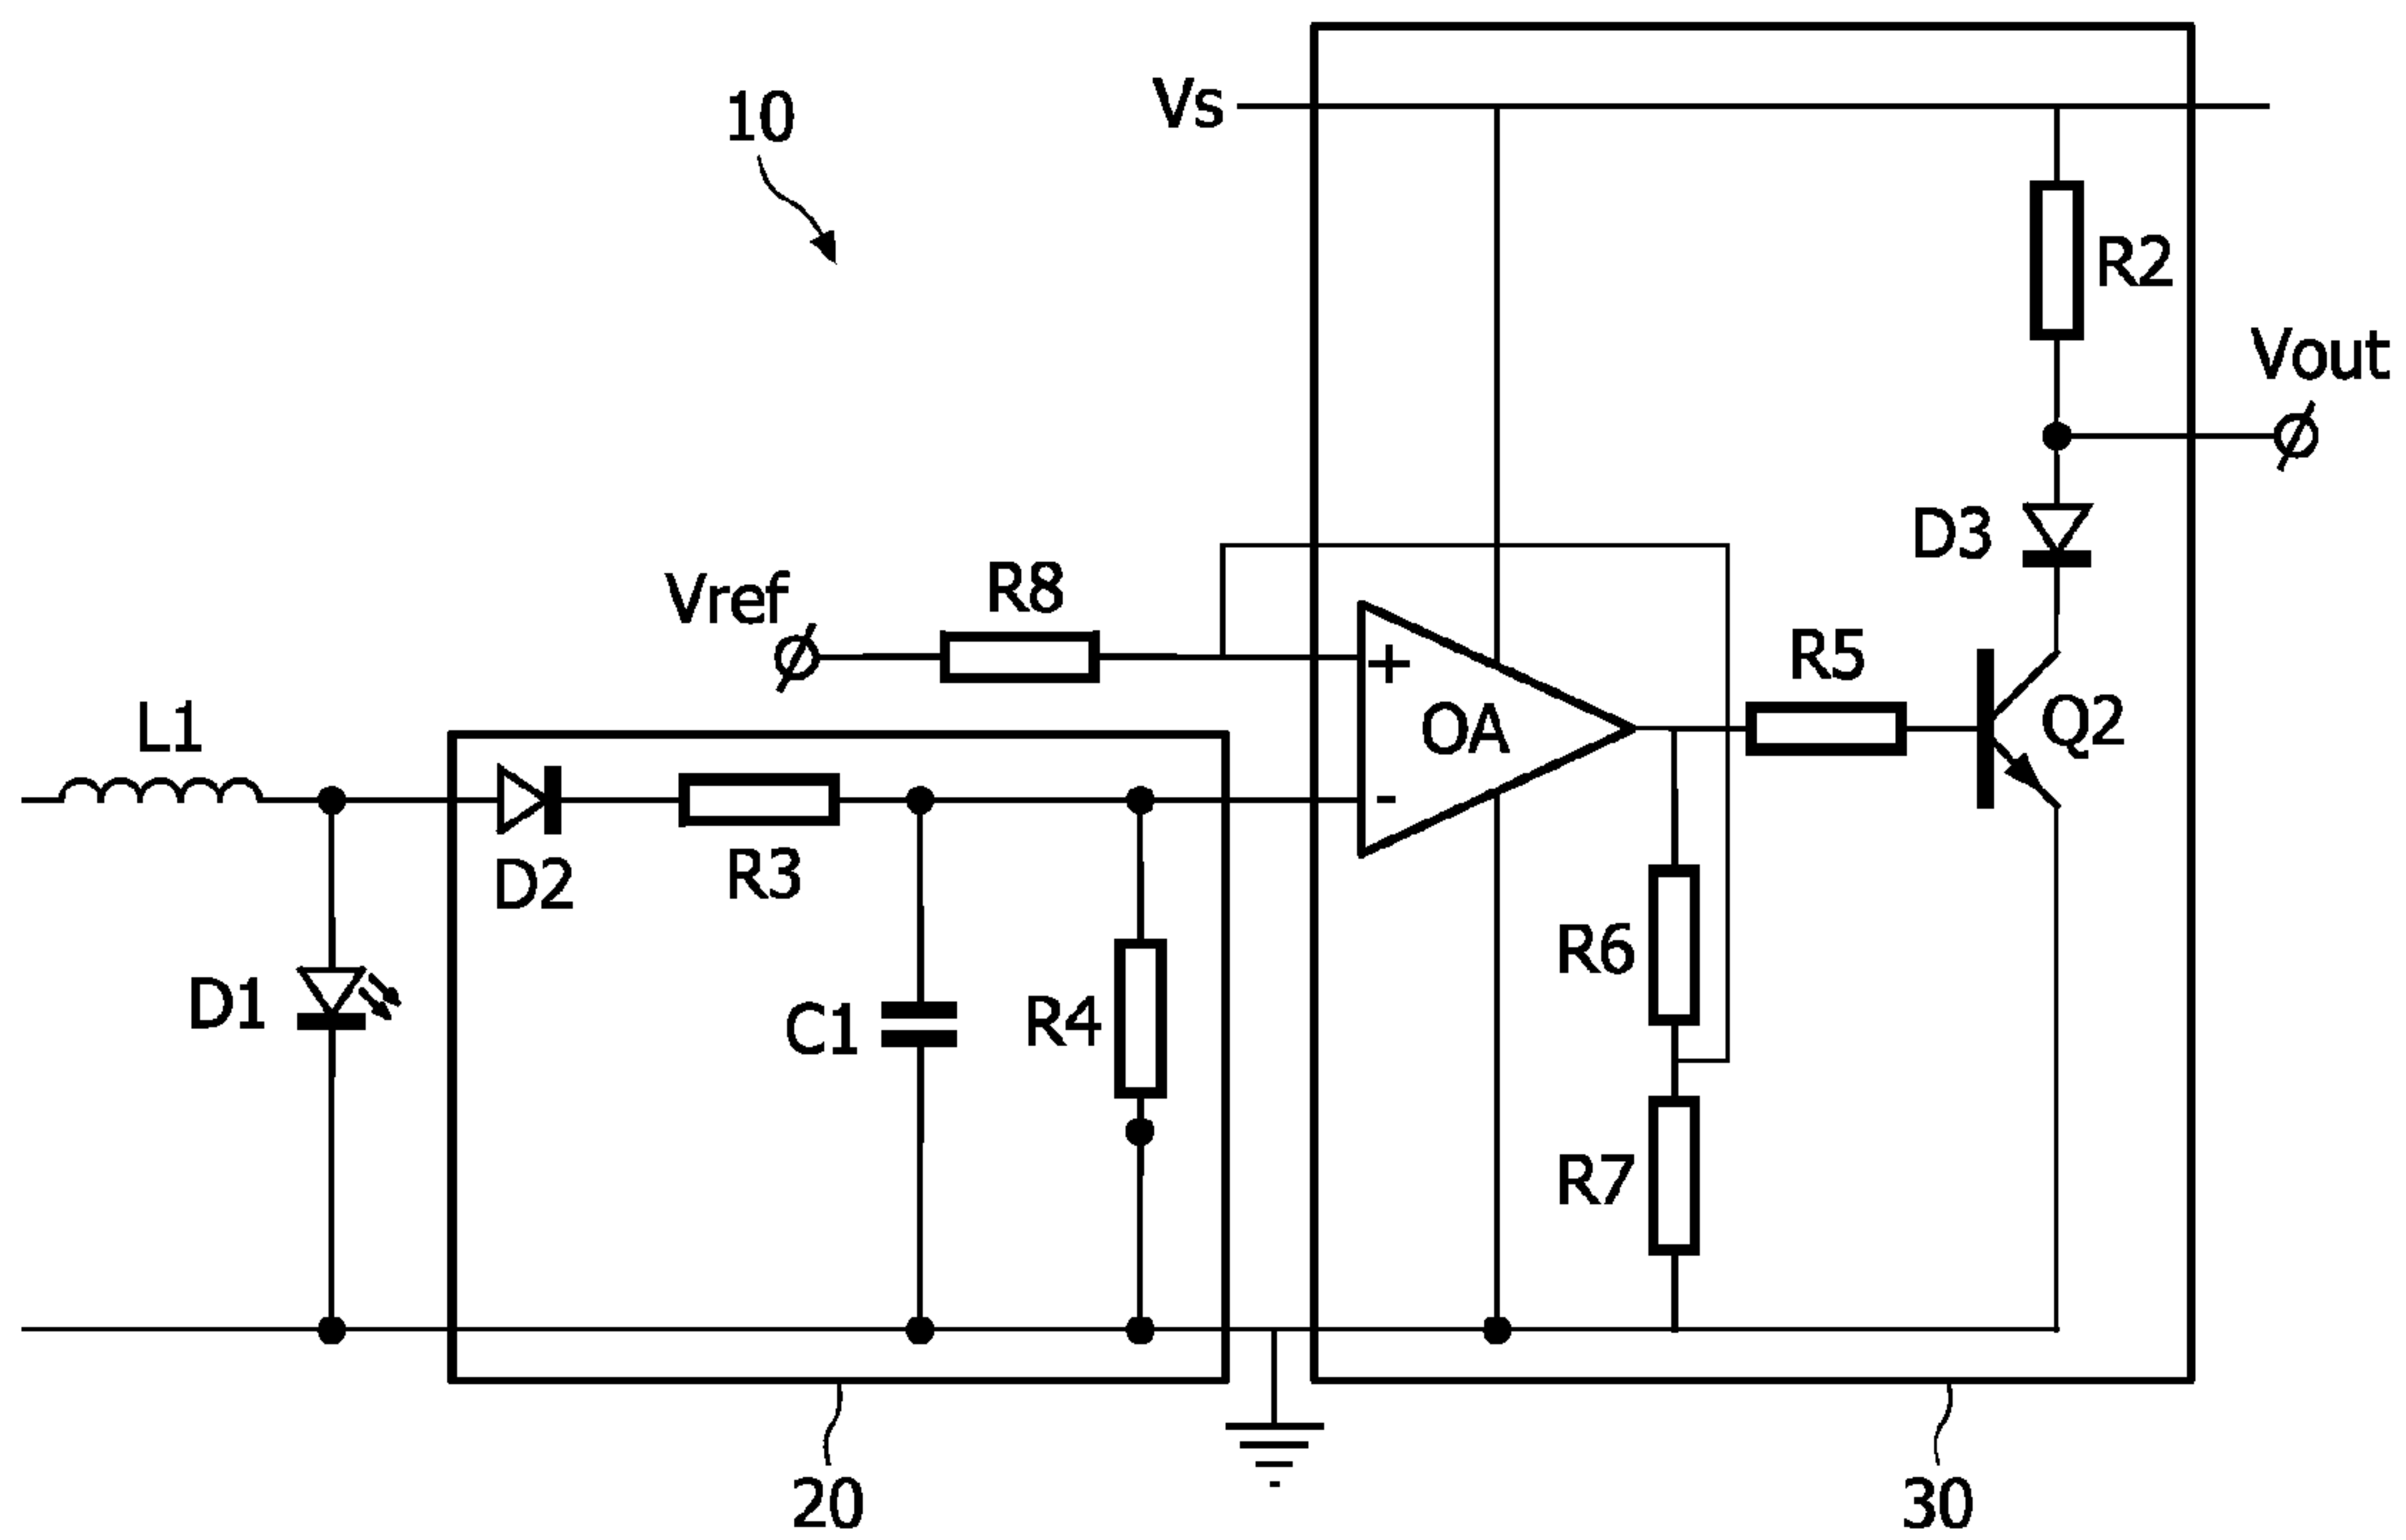 10
Vs
R2
Vout
D3
Vref
R8
R5
+
OA
-
Q2
L1
D2
R3
D1
C1
R4
R6
R7
20
30